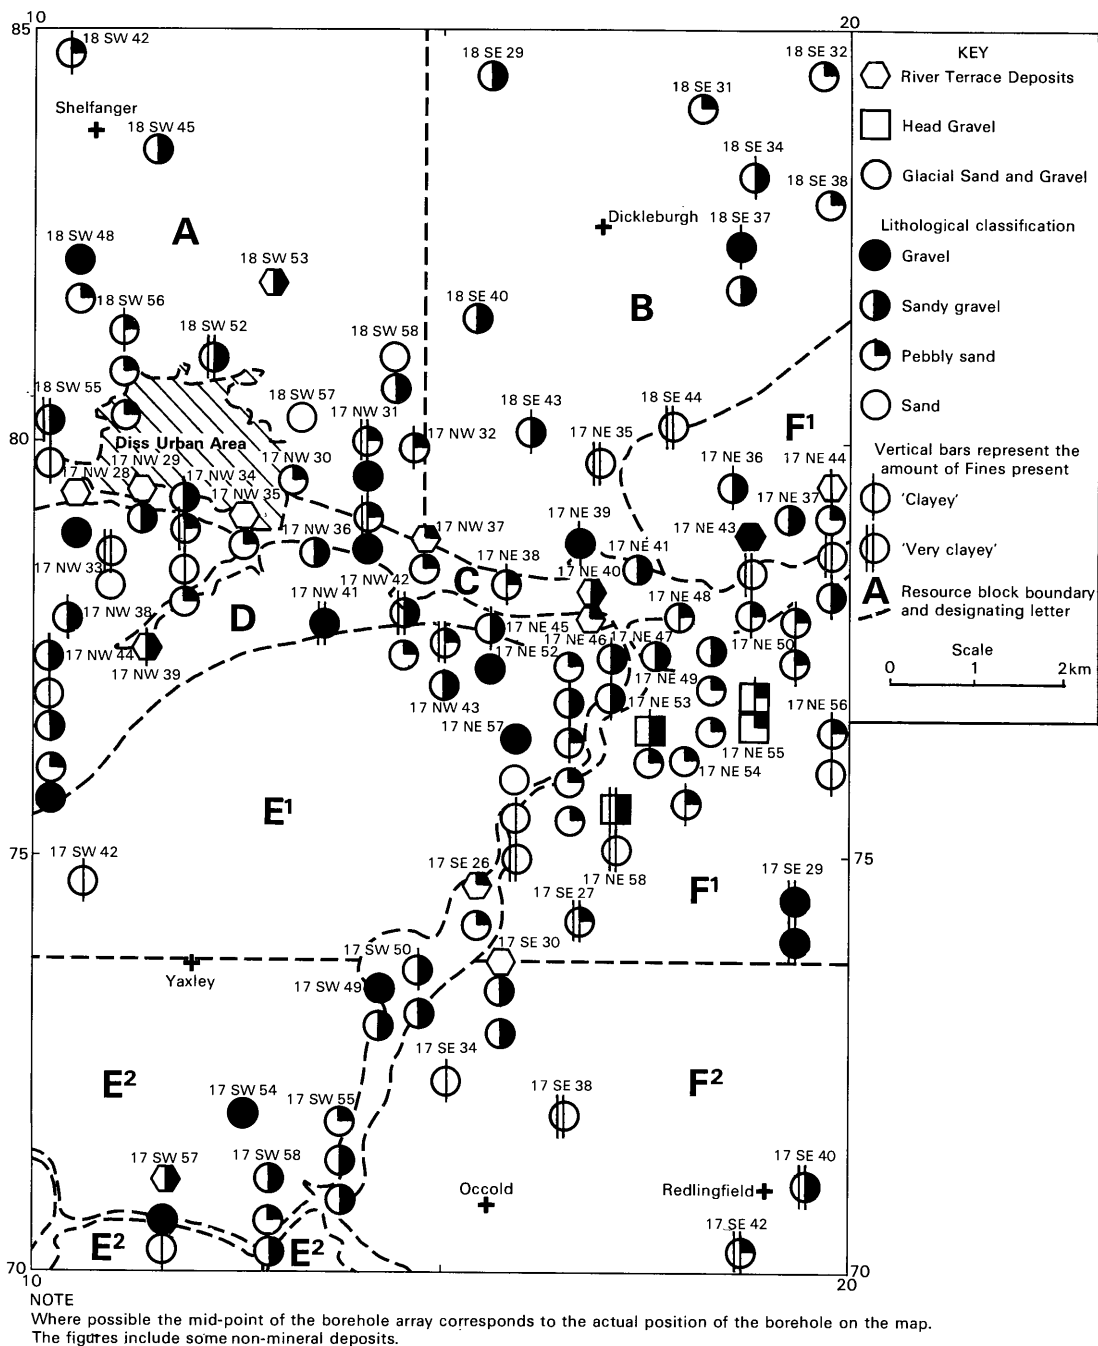 10
20
85
18 SW 42
18 SE 29
18 SE 32
KEY
River Terrace Deposits
18 SE 31
Shelfanger
18 SW 45
Head Gravel
18 SE 34
Glacial Sand and Gravel
18 SE 38
18 SE 37
Dickleburgh
Lithological classification
18 SW 48
A
Gravel
18 SW 53
18 SW 56
18 SE 40
B
Sandy gravel
18 SW 52
18 SW 58
Pebbly sand
18 SW 55
18 SW 57
18 SE 43
18 SE 44
Sand
17 NW 31
80
Diss Urban Area
17 NW 32
17 NE 35
F¹
Vertical bars represent the
amount of Fines present
17 NW 29
17 NW 28
17 NW 34
17 NW 30
17 NE 36
17 NE 44
'Clayey'
17 NW 35
17 NE 37
17 NW 36
17 NW 37
17 NE 39
17 NE 43
'Very clayey'
17 NE 41
17 NW 33
17 NE 38
17 NE 40
17 NW 42
C
A
Resource block boundary
and designating letter
17 NW 41
17 NW 38
D
17 NE 48
17 NE 45
17 NE 46
17 NE 47
17 NE 50
Scale
0 1 2 km
17 NW 44
17 NE 52
17 NW 39
17 NE 49
17 NW 43
17 NE 53
17 NE 56
17 NE 57
17 NE 55
17 NE 54
E¹
17 SW 42
75
75
17 SE 26
17 NE 58
17 SE 29
17 SE 27
F¹
17 SW 50
17 SE 30
Yaxley
17 SW 49
17 SE 34
E²
17 SE 38
F²
17 SW 54
17 SW 55
17 SW 57
17 SW 58
17 SE 40
Occold
Redlingfield
17 SE 42
E²
E²
70
70
10
20
NOTE
Where possible the mid-point of the borehole array corresponds to the actual position of the borehole on the map.
The figures include some non-mineral deposits.